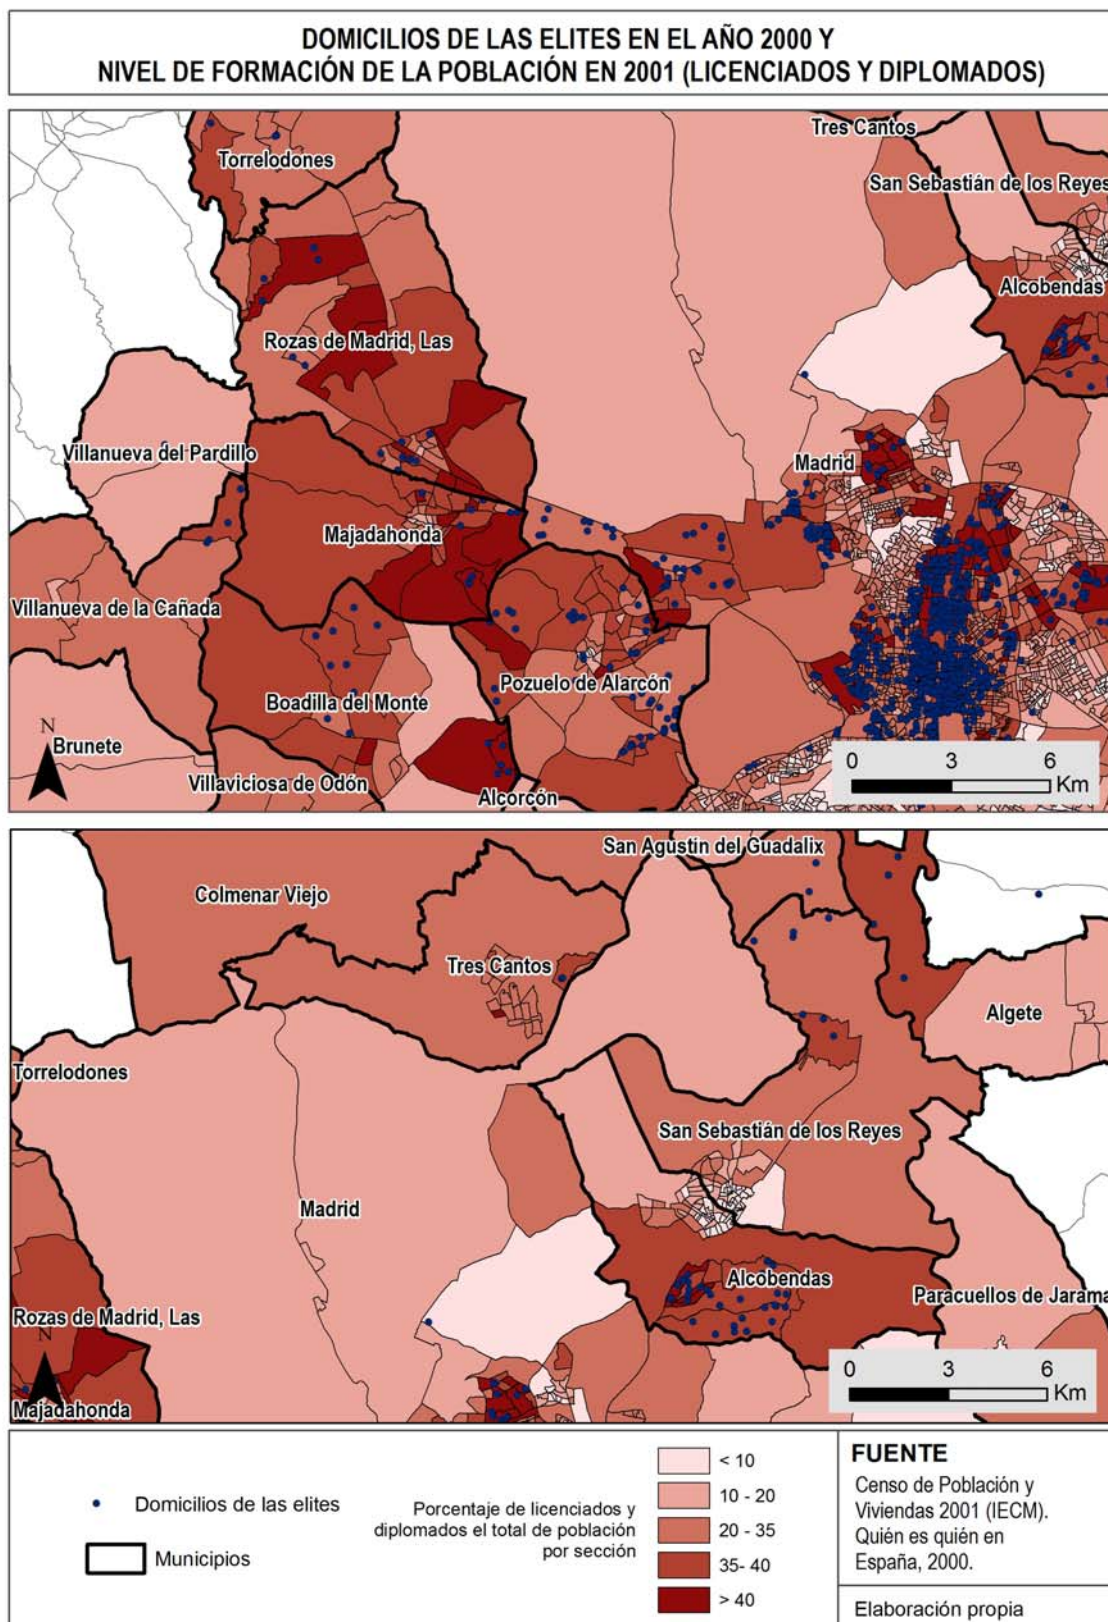 DOMICILIOS DE LAS ELITES EN EL AÑO 2000 Y
NIVEL DE FORMACIÓN DE LA POBLACIÓN EN 2001 (LICENCIADOS Y DIPLOMADOS)
Tres Cantos
Torrelodones
San Sebastián de los Reyes
Alcobendas
Rozas de Madrid, Las
Villanueva del Pardillo
Madrid
Majadahonda
Villanueva de la Cañada
Pozuelo de Alarcón
Boadilla del Monte
N
Brunete
Villaviciosa de Odón
Alcorcón
0 3 6
Km
San Agustín del Guadalix
Colmenar Viejo
Tres Cantos
Algete
Torrelodones
San Sebastián de los Reyes
Madrid
Alcobendas
Paracuellos de Jarama
Rozas de Madrid, Las
N
Majadahonda
0 3 6
Km
Domicilios de las elites
Municipios
Porcentaje de licenciados y
diplomados el total de población
por sección
< 10
10 - 20
20 - 35
35- 40
> 40
FUENTE
Censo de Población y
Viviendas 2001 (IECM).
Quién es quién en
España, 2000.
Elaboración propia